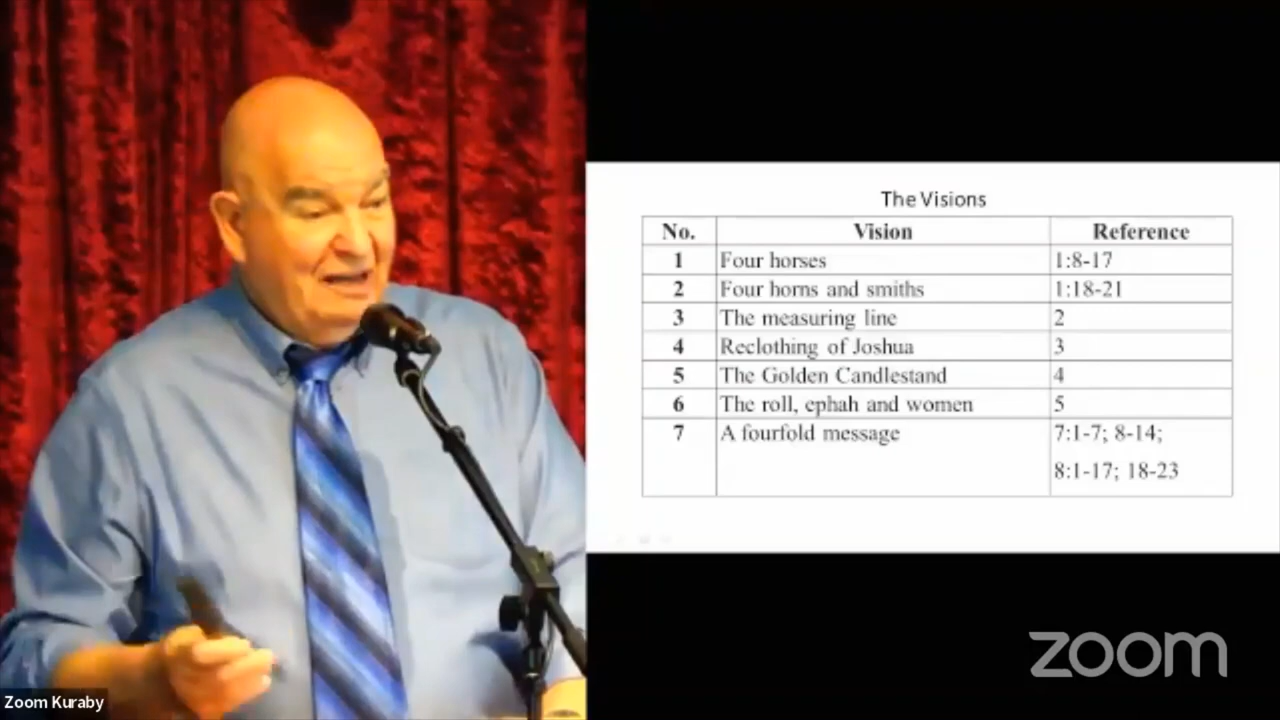 The Visions
No. Vision Reference
1 Four horses 1:8-17
2 Four horns and smiths 1:18-21
3 The measuring line 2
4 Reclothing of Joshua 3
5 The Golden Candlestand 4
6 The roll, ephah and women 5
7 A fourfold message 7:1-7; 8-14;
8:1-17; 18-23
zoom
Zoom Kuraby